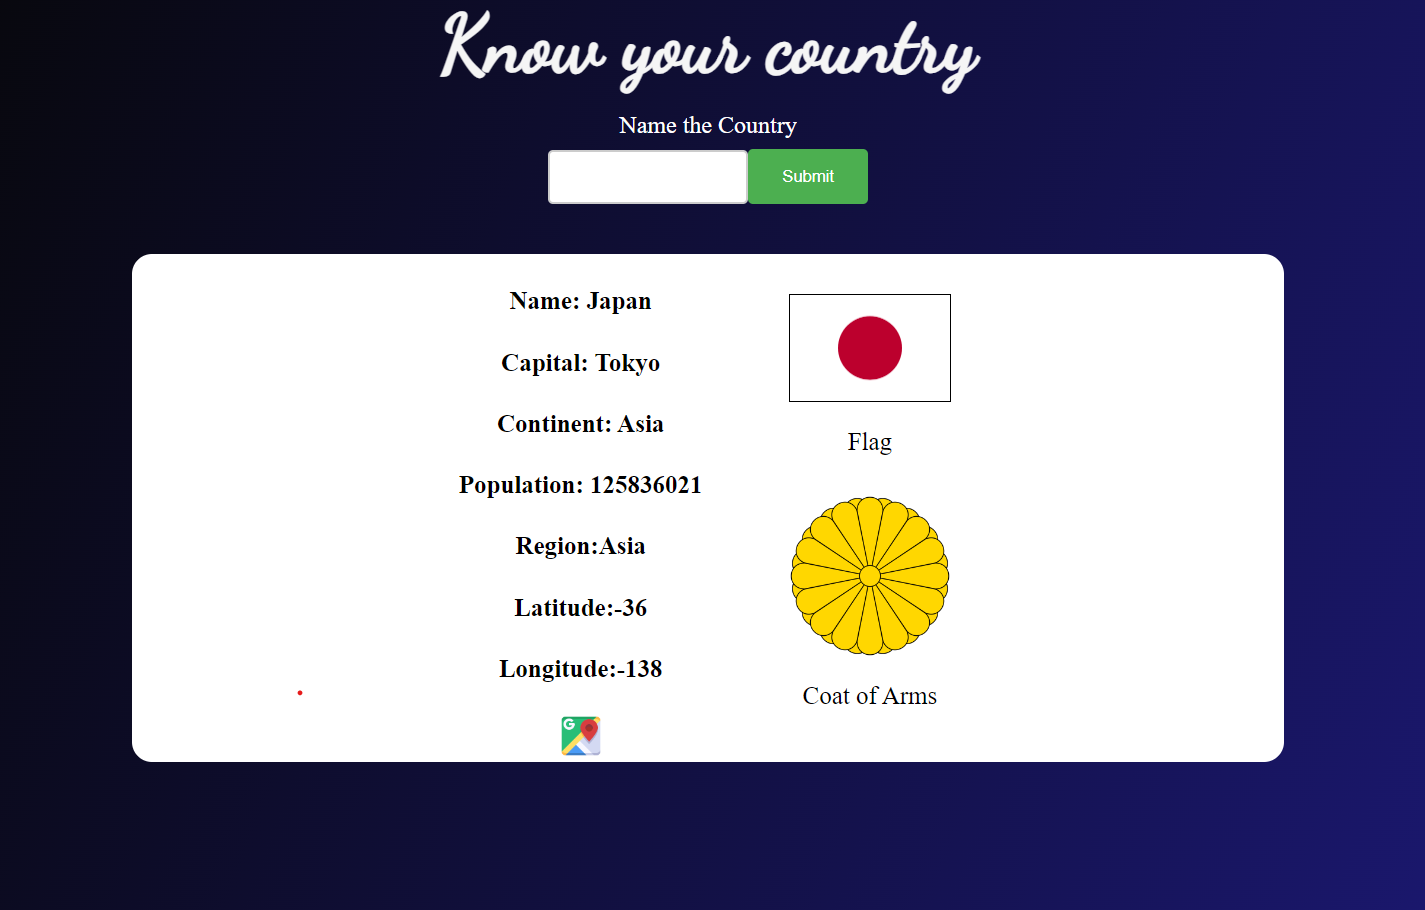 Know your country
Name the Country
Submit
Name: Japan
Capital: Tokyo
Continent: Asia
Population: 125836021
Region:Asia
Latitude:-36
Longitude:-138
Flag
Coat of Arms
G